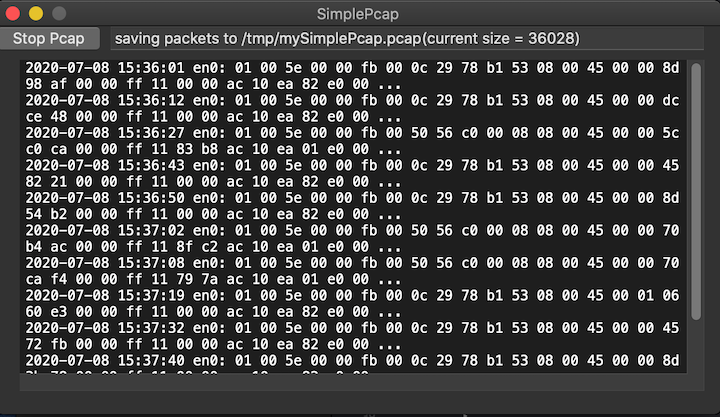 SimplePcap
Stop Pcap
saving packets to /tmp/mySimplePcap.pcap(current size = 36028)
2020-07-08 15:36:01 en0: 01 00 5e 00 00 fb 00 0c 29 78 b1 53 08 00 45 00 00 8d
98 af 00 00 ff 11 00 00 ac 10 ea 82 e0 00 ...
2020-07-08 15:36:12 en0: 01 00 5e 00 00 fb 00 0c 29 78 b1 53 08 00 45 00 00 dc
ce 48 00 00 ff 11 00 00 ac 10 ea 82 e0 00 ...
2020-07-08 15:36:27 en0: 01 00 5e 00 00 fb 00 50 56 c0 00 08 08 00 45 00 00 5c
c0 ca 00 00 ff 11 83 b8 ac 10 ea 01 e0 00 ...
2020-07-08 15:36:43 en0: 01 00 5e 00 00 fb 00 0c 29 78 b1 53 08 00 45 00 00 45
82 21 00 00 ff 11 00 00 ac 10 ea 82 e0 00 ...
2020-07-08 15:36:50 en0: 01 00 5e 00 00 fb 00 0c 29 78 b1 53 08 00 45 00 00 8d
54 b2 00 00 ff 11 00 00 ac 10 ea 82 e0 00 ...
2020-07-08 15:37:02 en0: 01 00 5e 00 00 fb 00 50 56 c0 00 08 08 00 45 00 00 70
b4 ac 00 00 ff 11 8f c2 ac 10 ea 01 e0 00 ...
2020-07-08 15:37:08 en0: 01 00 5e 00 00 fb 00 50 56 c0 00 08 08 00 45 00 00 70
ca f4 00 00 ff 11 79 7a ac 10 ea 01 e0 00 ...
2020-07-08 15:37:19 en0: 01 00 5e 00 00 fb 00 0c 29 78 b1 53 08 00 45 00 01 06
60 e3 00 00 ff 11 00 00 ac 10 ea 82 e0 00 ...
2020-07-08 15:37:32 en0: 01 00 5e 00 00 fb 00 0c 29 78 b1 53 08 00 45 00 00 45
72 fb 00 00 ff 11 00 00 ac 10 ea 82 e0 00 ...
2020-07-08 15:37:40 en0: 01 00 5e 00 00 fb 00 0c 29 78 b1 53 08 00 45 00 00 8d